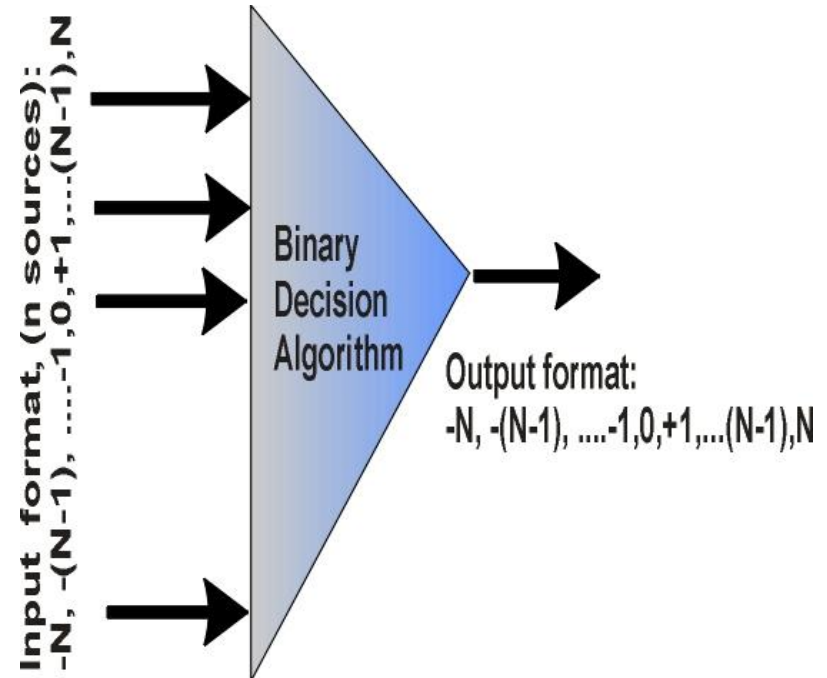 Input format, (n sources):
-N, -(N-1), ....-1,0,+1,...(N-1),N
Binary
Decision
Algorithm
Output format:
-N, -(N-1), ....-1,0,+1,...(N-1),N